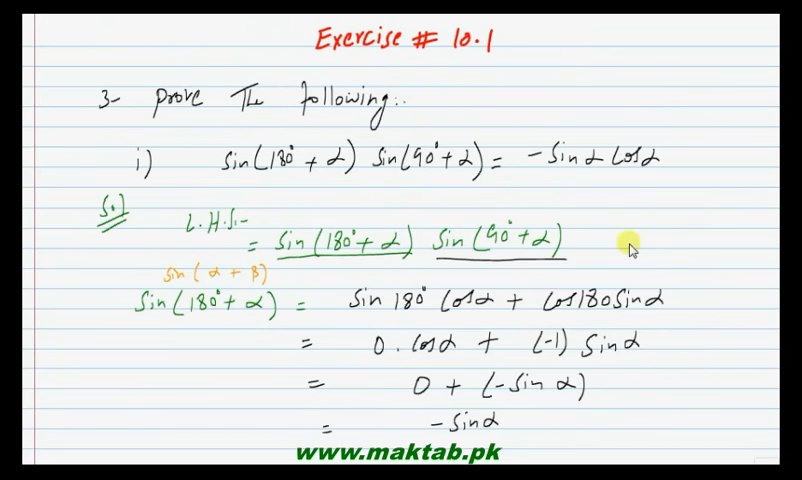 Exercise # 10.1
3- Prove The following:.
i) Sin(180° + α) Sin(90° + α) = - Sin α Cos α
Sol
L.H.S:-
= Sin(180° + α) Sin(90° + α)
Sin(α + β)
Sin(180° + α) = Sin 180° Cos α + Cos 180 Sin α
= 0 . Cos α + (-1) Sin α
= 0 + (- Sin α)
= - Sin α
www.maktab.pk